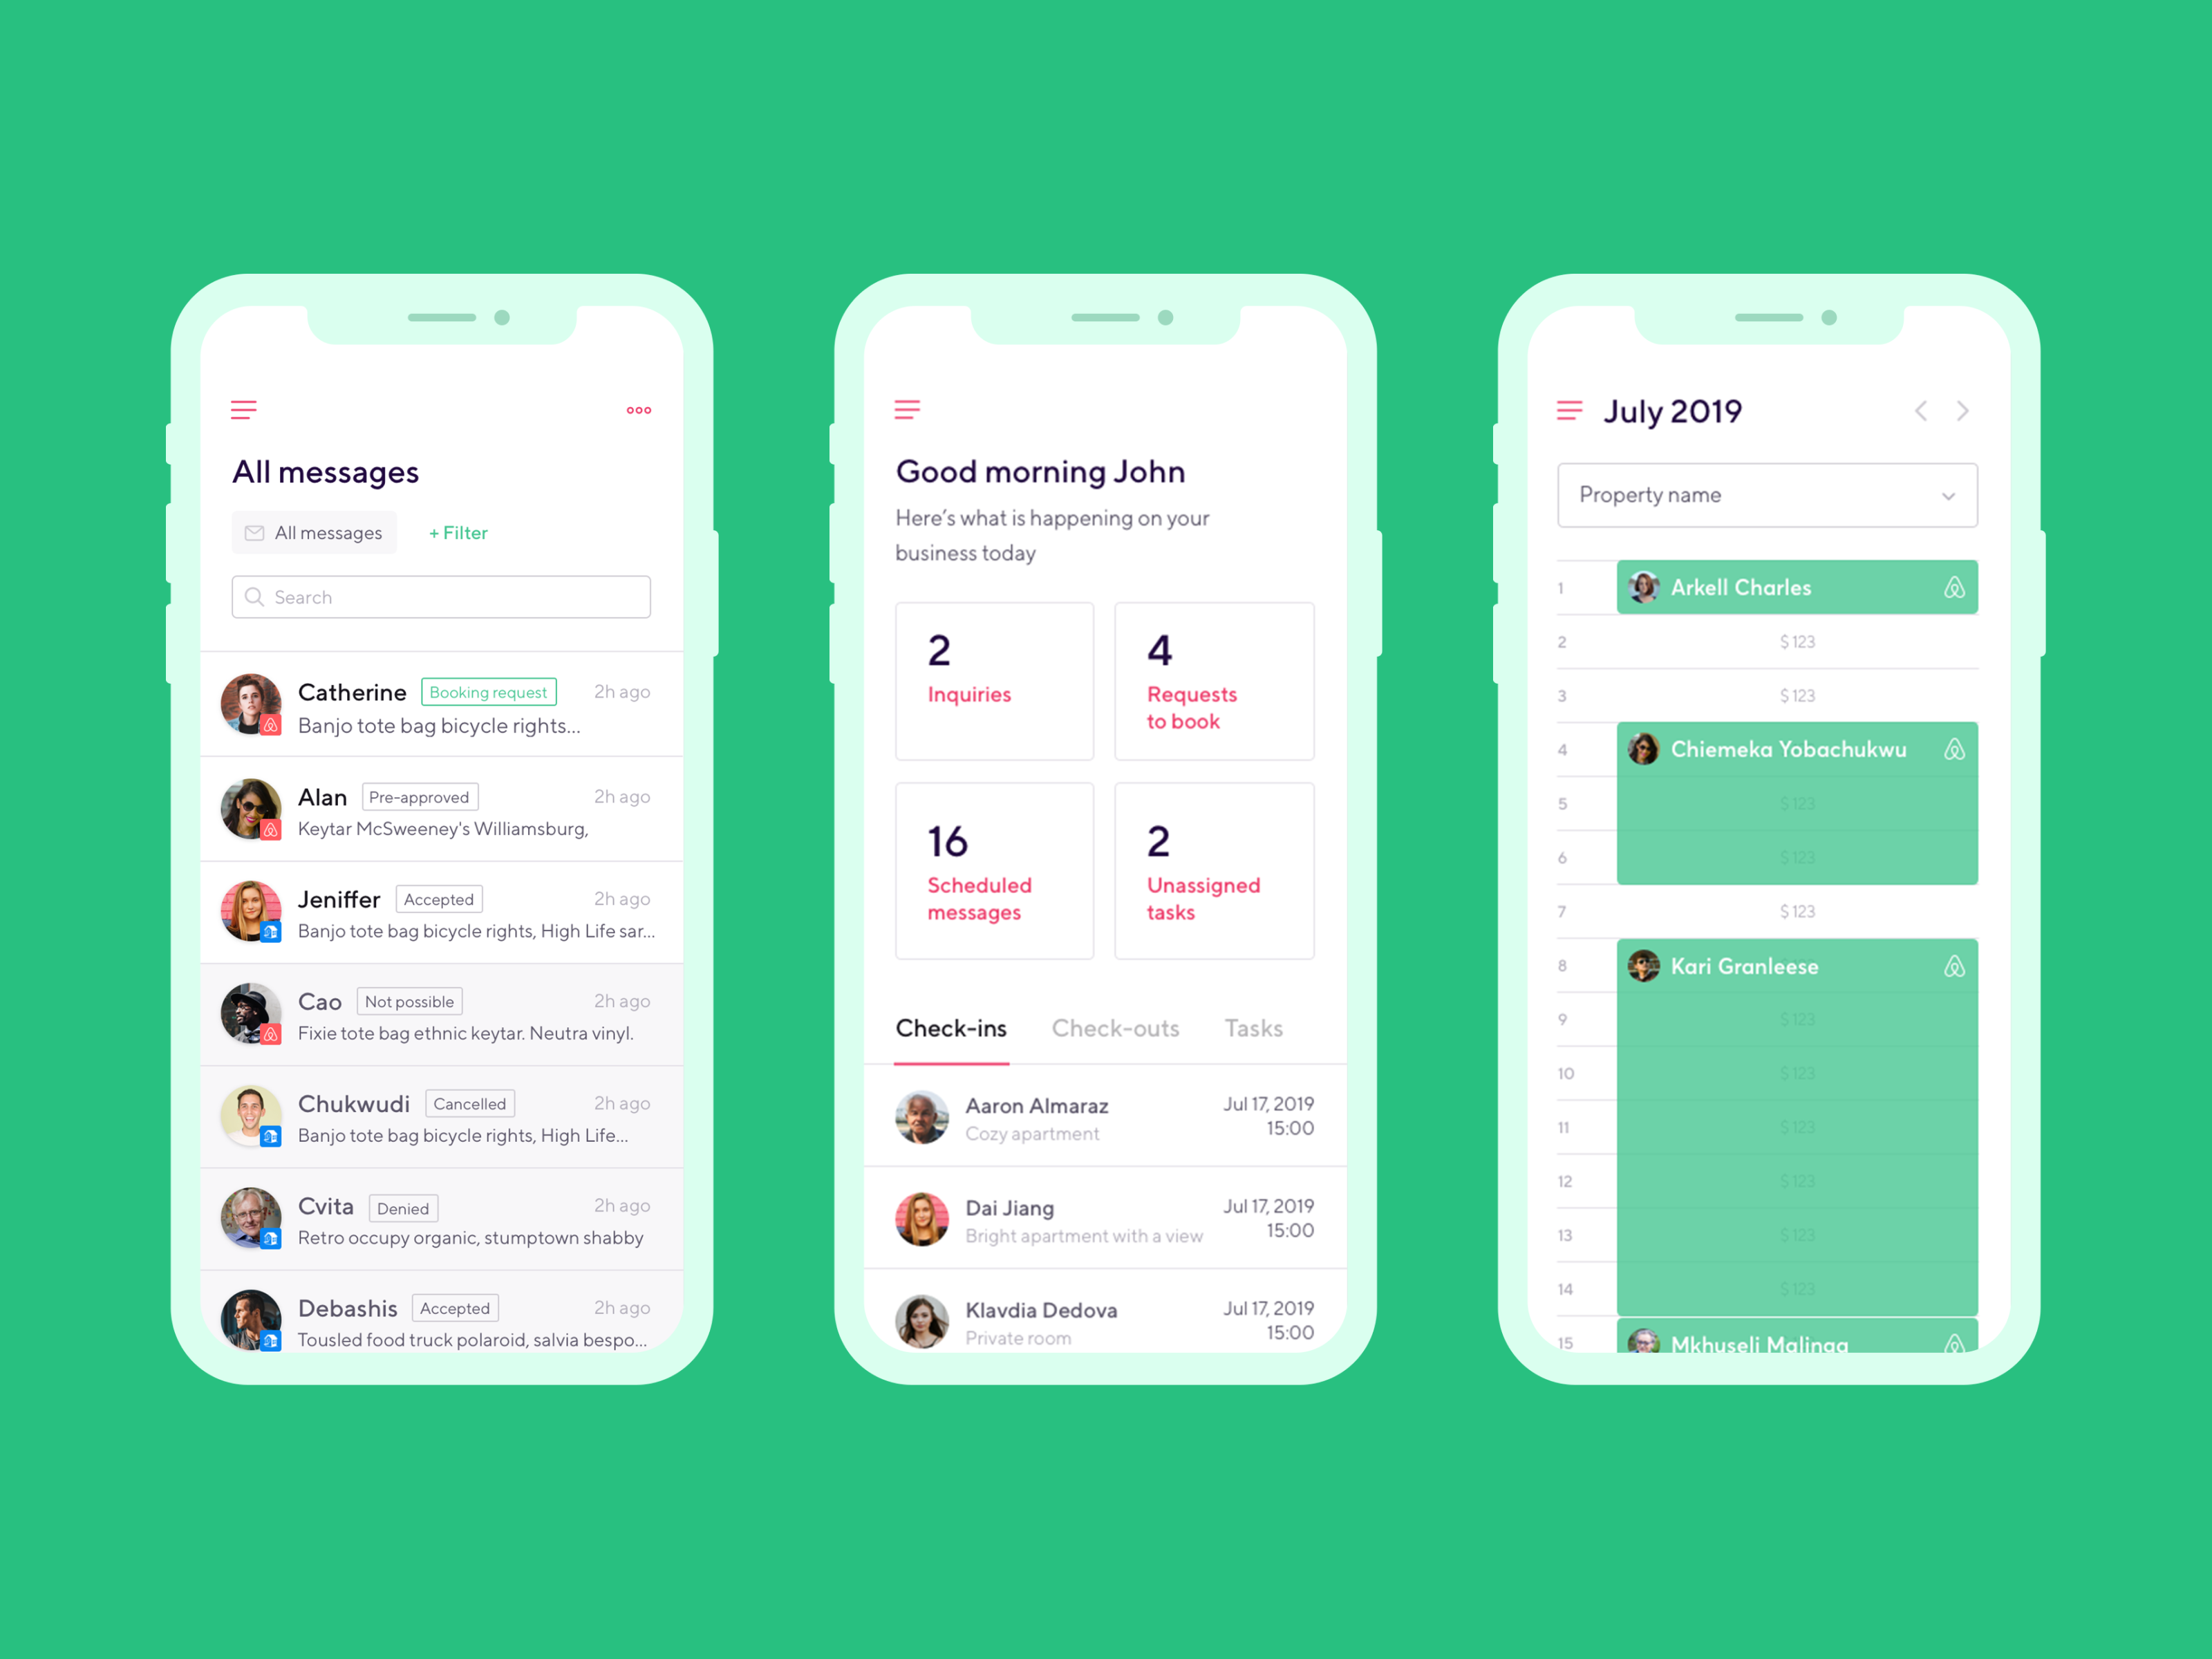 All messages
All messages
+ Filter
Search
Catherine
Booking request
2h ago
Banjo tote bag bicycle rights...
Alan
Pre-approved
2h ago
Keytar McSweeney's Williamsburg,
Jeniffer
Accepted
2h ago
Banjo tote bag bicycle rights, High Life sar...
Cao
Not possible
2h ago
Fixie tote bag ethnic keytar. Neutra vinyl.
Chukwudi
Cancelled
2h ago
Banjo tote bag bicycle rights, High Life...
Cvita
Denied
2h ago
Retro occupy organic, stumptown shabby
Debashis
Accepted
2h ago
Tousled food truck polaroid, salvia bespo...
Good morning John
Here’s what is happening on your
business today
2
Inquiries
4
Requests
to book
16
Scheduled
messages
2
Unassigned
tasks
Check-ins
Check-outs
Tasks
Aaron Almaraz
Cozy apartment
Jul 17, 2019
15:00
Dai Jiang
Bright apartment with a view
Jul 17, 2019
15:00
Klavdia Dedova
Private room
Jul 17, 2019
15:00
July 2019
Property name
1 Arkell Charles
2 $ 123
3 $ 123
4 Chiemeka Yobachukwu
5 $ 123
6 $ 123
7 $ 123
8 Kari Granleese
9 $ 123
10 $ 123
11 $ 123
12 $ 123
13 $ 123
14 $ 123
15 Mkhuseli Malinga